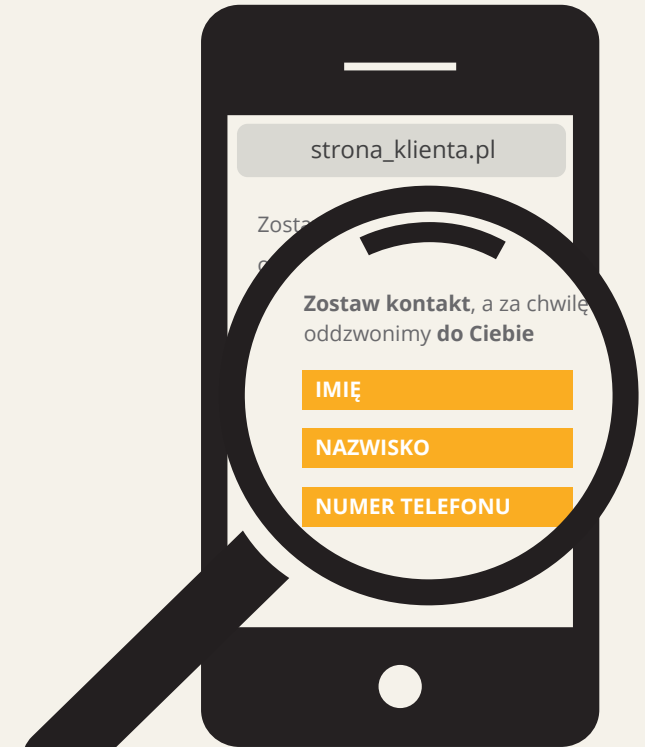 strona_klienta.pl
Zosta
Zostaw kontakt, a za chwilę
oddzwonimy do Ciebie
IMIĘ
NAZWISKO
NUMER TELEFONU